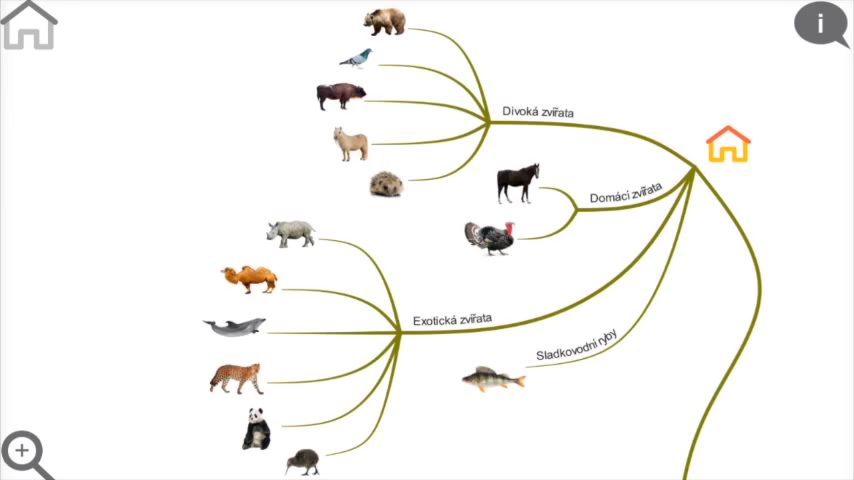 Divoká zvířata
Domácí zvířata
Exotická zvířata
Sladkovodní ryby